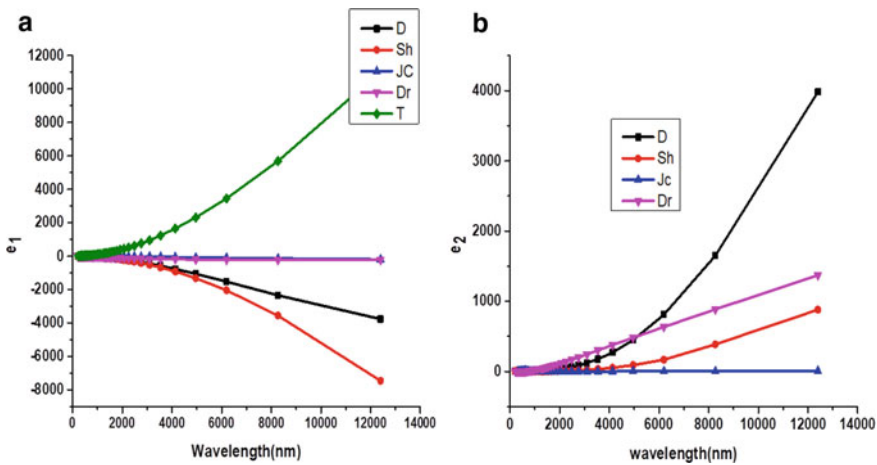 a
D
Sh
JC
Dr
T
12000
10000
8000
6000
4000
2000
0
-2000
-4000
-6000
-8000
e1
0 2000 4000 6000 8000 10000 12000 14000
Wavelength(nm)
b
D
Sh
Jc
Dr
4000
3000
2000
1000
0
e2
0 2000 4000 6000 8000 10000 12000 14000
wavelength(nm)